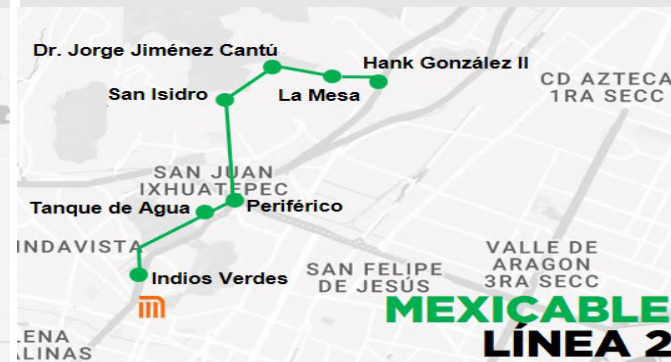 Dr. Jorge Jiménez Cantú
Hank González II
San Isidro
La Mesa
CD AZTECA
1RA SECC
SAN JUAN
IXHUATEPEC
Tanque de Agua
Periférico
INDAVISTA
Indios Verdes
SAN FELIPE
DE JESÚS
VALLE DE
ARAGON
3RA SECC
MEXICABLE
LÍNEA 2
LENA
LINAS